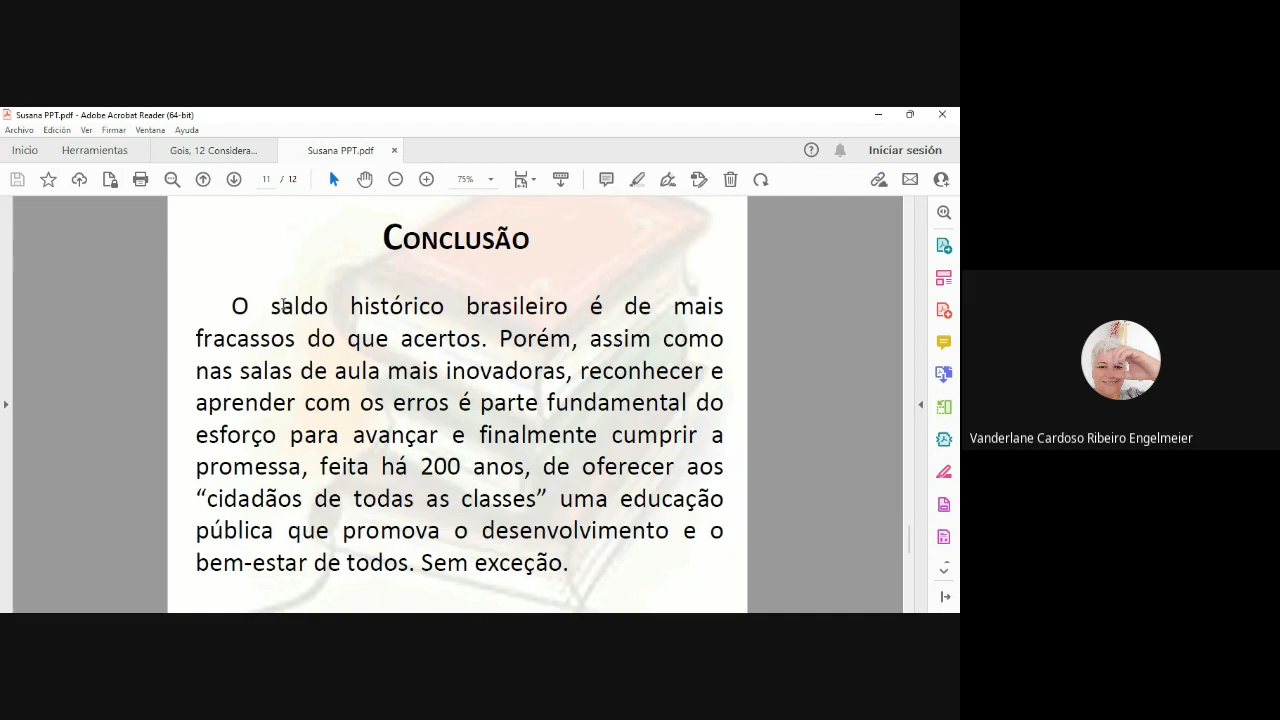 Susana PPT.pdf - Adobe Acrobat Reader (64-bit)
Archivo Edición Ver Firmar Ventana Ayuda
Inicio Herramientas Gois, 12 Considera... Susana PPT.pdf × Iniciar sesión
11 / 12 75%
CONCLUSÃO
O saldo histórico brasileiro é de mais
fracassos do que acertos. Porém, assim como
nas salas de aula mais inovadoras, reconhecer e
aprender com os erros é parte fundamental do
esforço para avançar e finalmente cumprir a
promessa, feita há 200 anos, de oferecer aos
“cidadãos de todas as classes” uma educação
pública que promova o desenvolvimento e o
bem-estar de todos. Sem exceção.
Vanderlane Cardoso Ribeiro Engelmeier